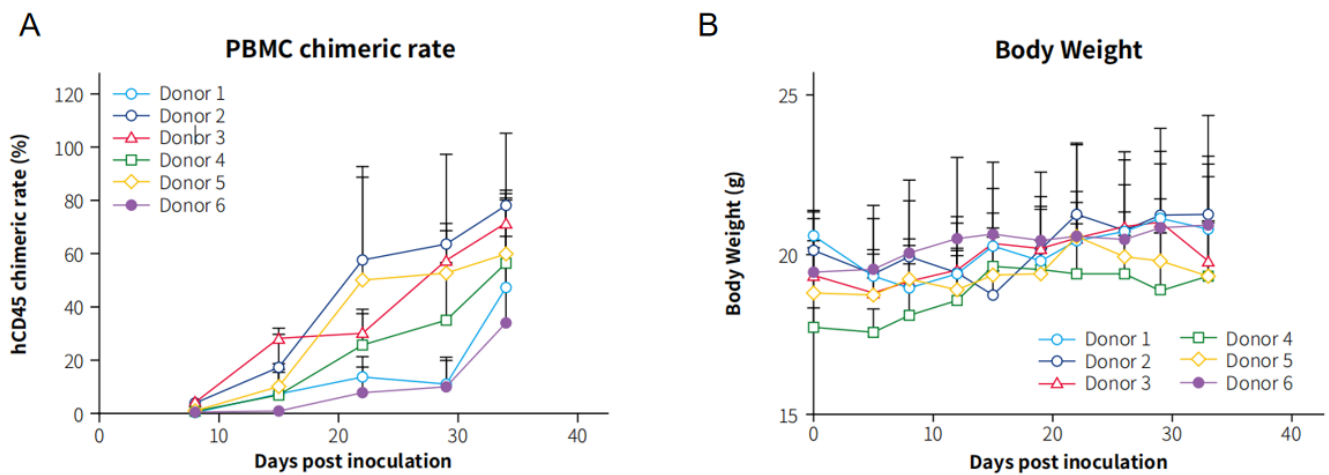 A
PBMC chimeric rate
hCD45 chimeric rate (%)
120
100
80
60
40
20
0
Donor 1
Donor 2
Donor 3
Donor 4
Donor 5
Donor 6
0 10 20 30 40
Days post inoculation
B
Body Weight
Body Weight (g)
25
20
15
Donor 1 Donor 4
Donor 2 Donor 5
Donor 3 Donor 6
0 10 20 30 40
Days post inoculation